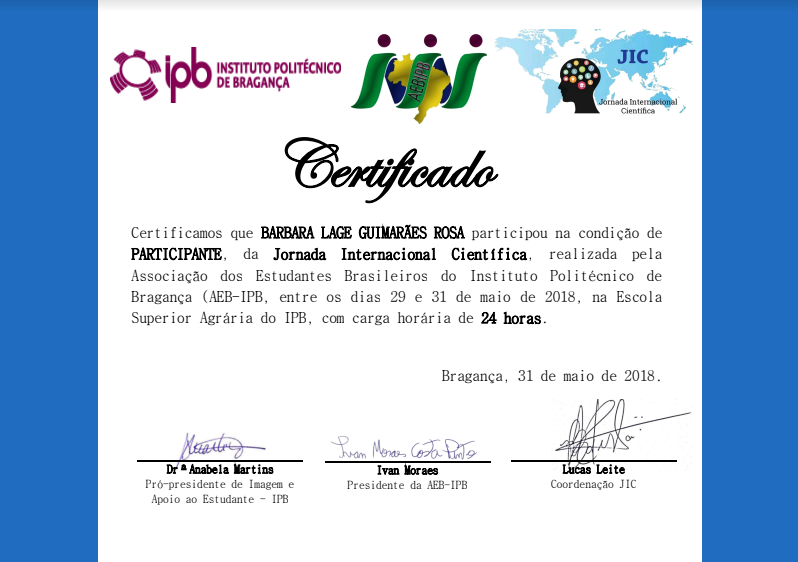 ipb INSTITUTO POLITÉCNICO
DE BRAGANÇA
AEBIPB
JIC
Jornada Internacional
Científica
Certificado
Certificamos que BARBARA LAGE GUIMARÃES ROSA participou na condição de
PARTICIPANTE, da Jornada Internacional Científica, realizada pela
Associação dos Estudantes Brasileiros do Instituto Politécnico de
Bragança (AEB-IPB, entre os dias 29 e 31 de maio de 2018, na Escola
Superior Agrária do IPB, com carga horária de 24 horas.
Bragança, 31 de maio de 2018.
Ivan Moraes Costa Pinto
Drª Anabela Martins
Pró-presidente de Imagem e
Apoio ao Estudante - IPB
Ivan Moraes
Presidente da AEB-IPB
Lucas Leite
Coordenação JIC